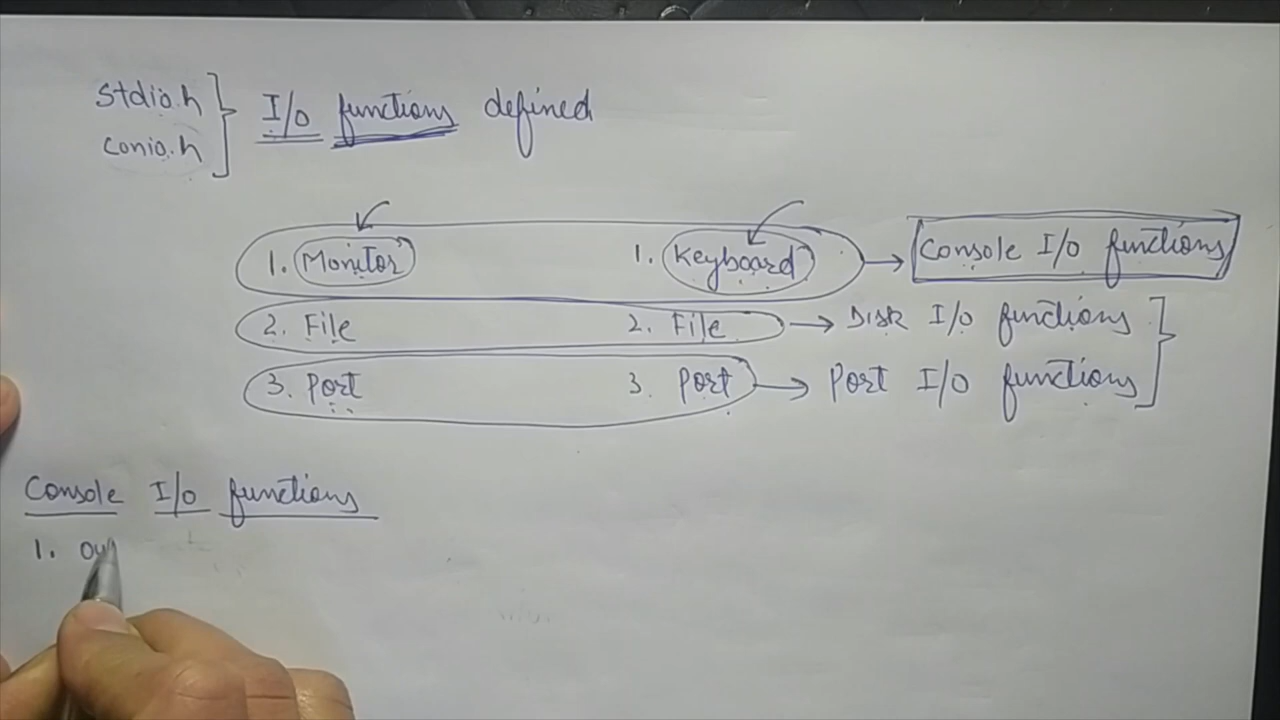 stdio.h
conio.h
I/o functions defined
1. Monitor 1. Keyboard Console I/o functions
2. File 2. File Disk I/o functions
3. Port 3. Port Port I/o functions
Console I/o functions
1. ou